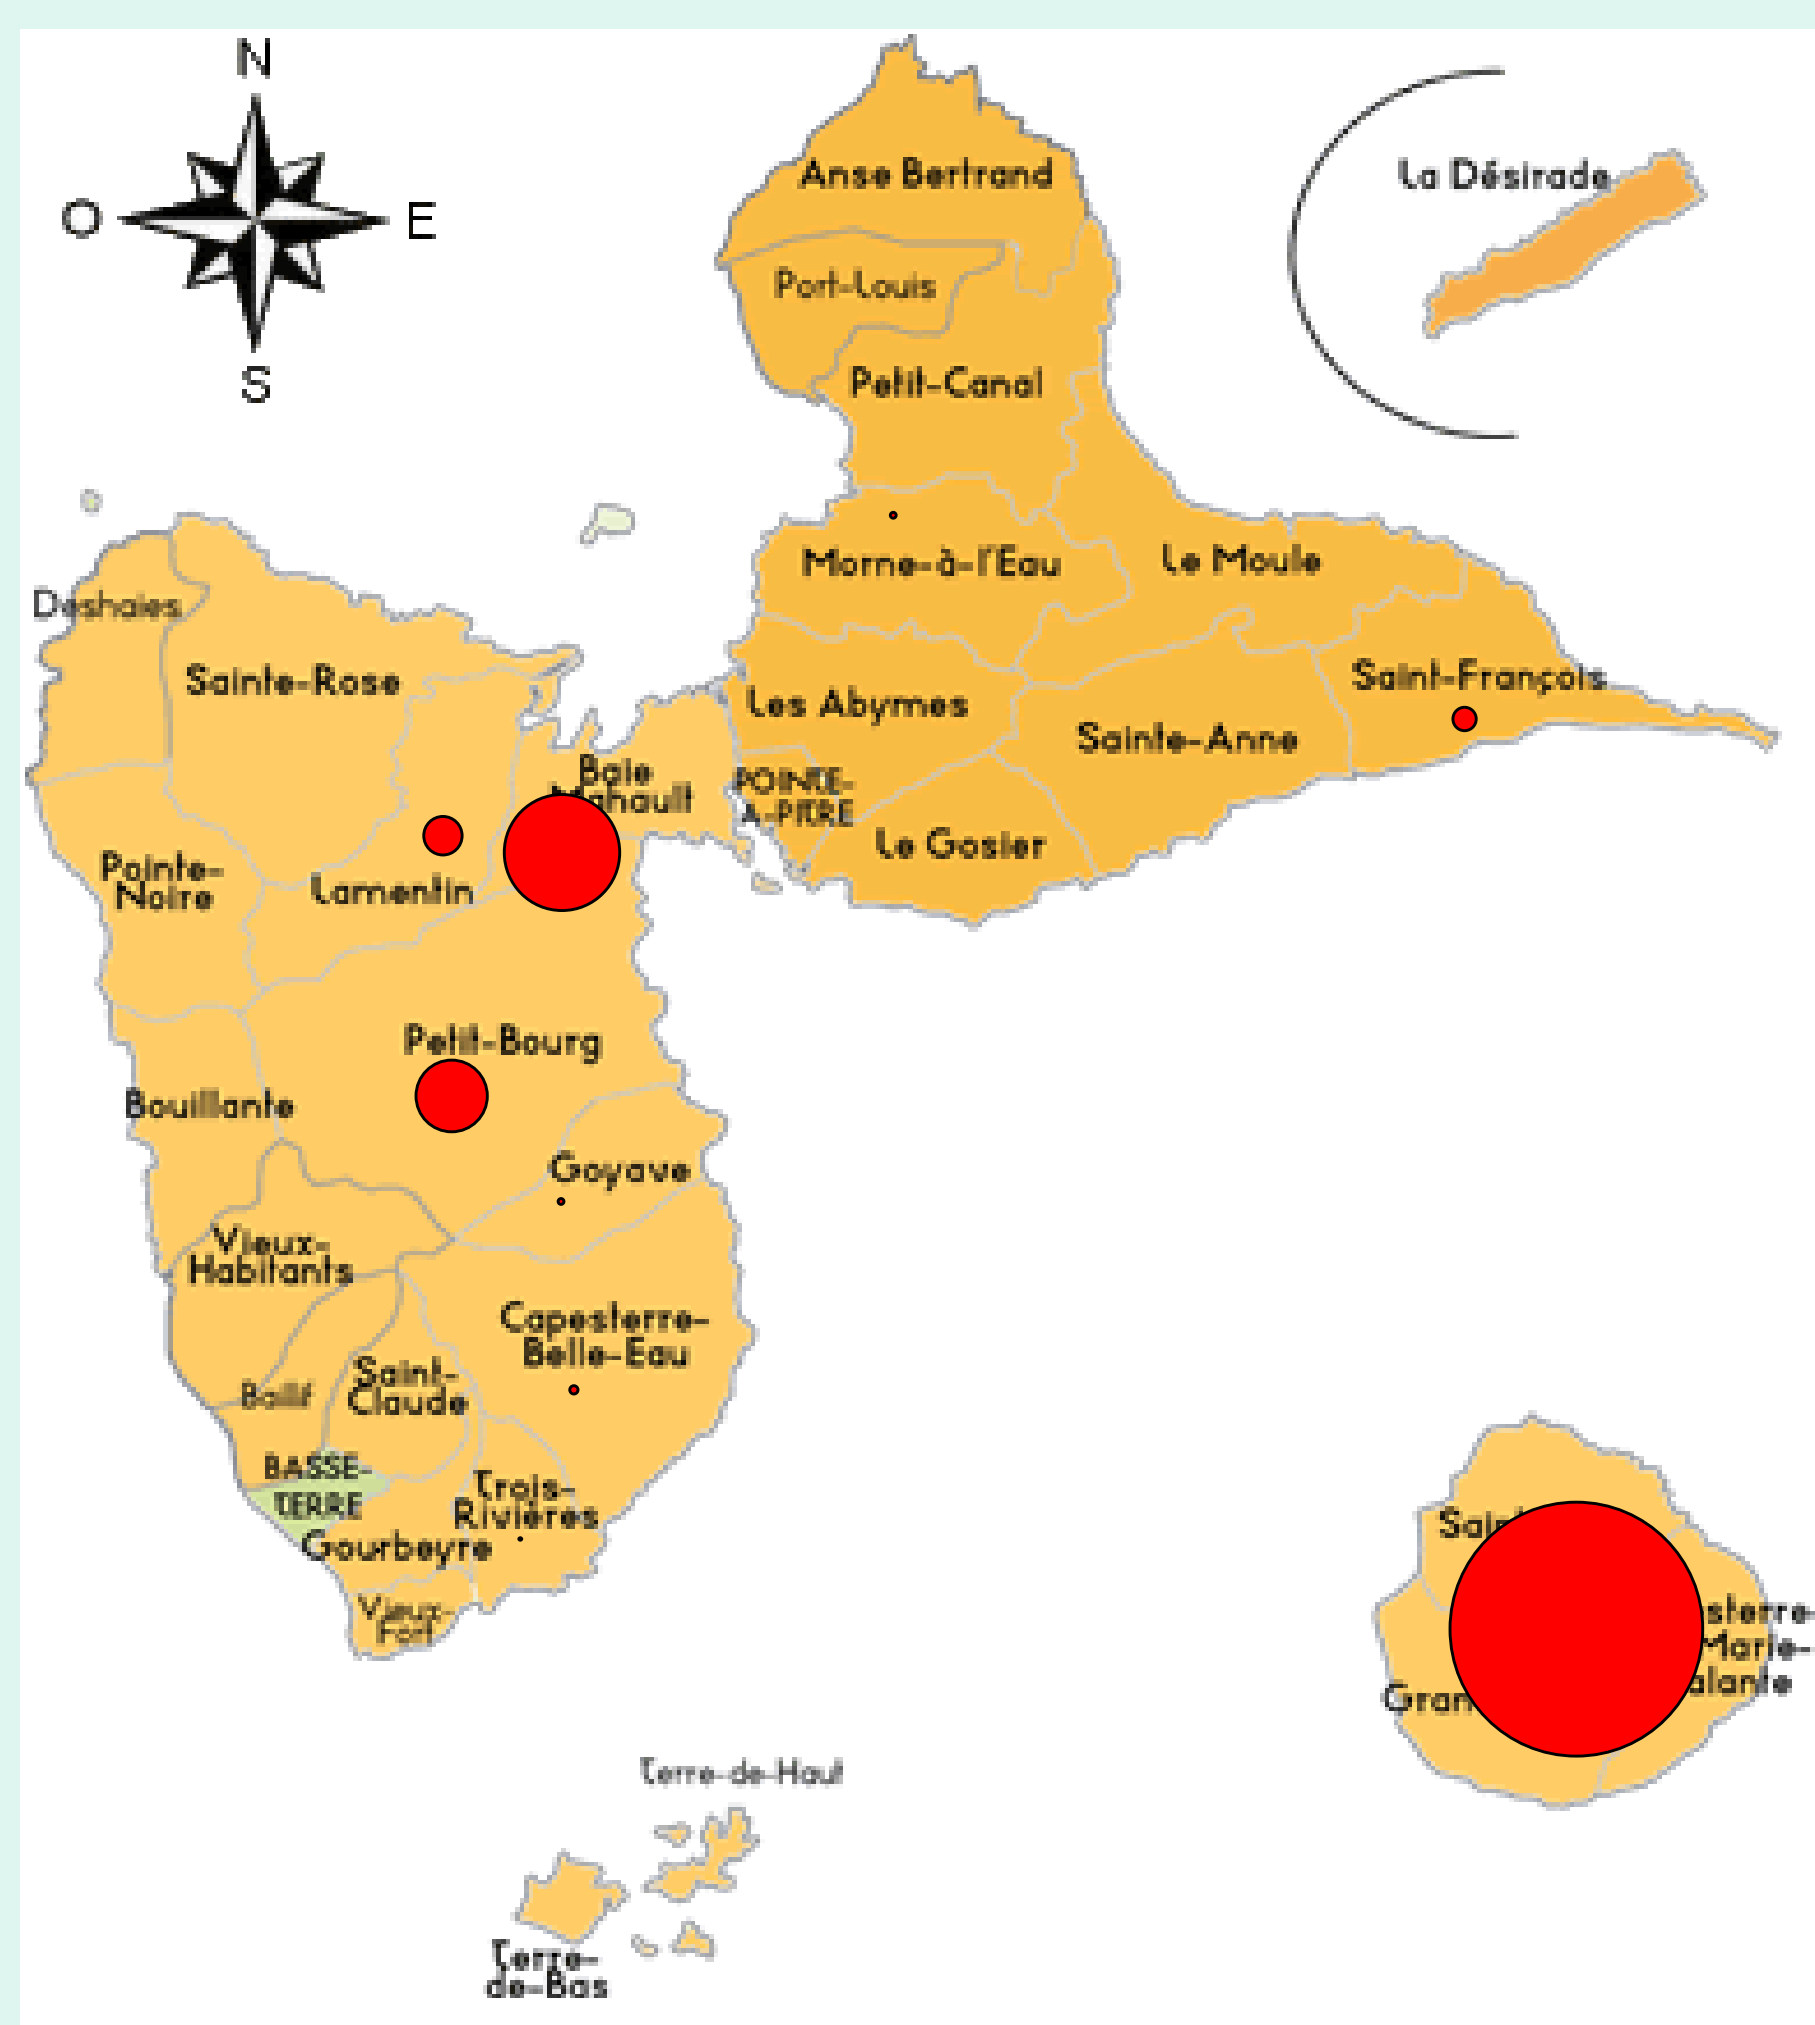 N
O
E
S
Anse Bertrand
La Désirade
Port-Louis
Petit-Canal
Morne-à-l'Eau
Le Moule
Deshaies
Sainte-Rose
Saint-François
Les Abymes
Sainte-Anne
Baie
POINTE-
A-PITRE
Le Gosier
Pointe-
Noire
Lamentin
Petit-Bourg
Bouillante
Goyave
Vieux-
Habitants
Capesterre-
Belle-Eau
Saint-
Claude
Baillif
BASSE-
TERRE
Trois-
Rivières
Gourbeyre
Vieux-
Fort
Terre-de-Haut
Terre-
de-Bas